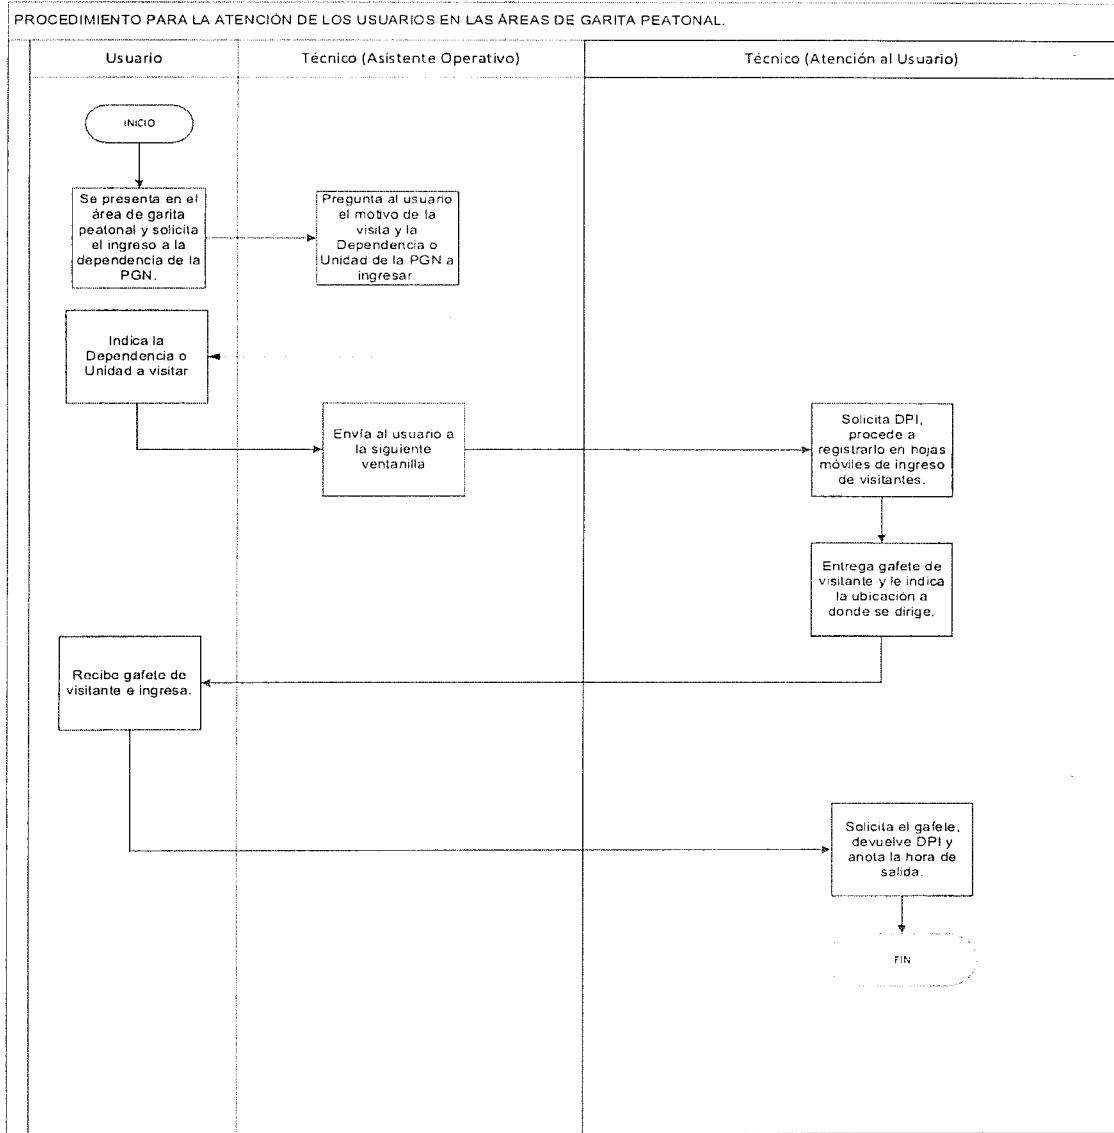 PROCEDIMIENTO PARA LA ATENCIÓN DE LOS USUARIOS EN LAS ÁREAS DE GARITA PEATONAL.
Usuario
Técnico (Asistente Operativo)
Técnico (Atención al Usuario)
INICIO
Se presenta en el
área de garita
peatonal y solicita
el ingreso a la
dependencia de la
PGN.
Pregunta al usuario
el motivo de la
visita y la
Dependencia o
Unidad de la PGN a
ingresar.
Indica la
Dependencia o
Unidad a visitar
Envía al usuario a
la siguiente
ventanilla
Solicita DPI,
procede a
registrarlo en hojas
móviles de ingreso
de visitantes.
Entrega gafete de
visitante y le indica
la ubicación a
donde se dirige.
Recibe gafete de
visitante e ingresa.
Solicita el gafete,
devuelve DPI y
anota la hora de
salida.
FIN